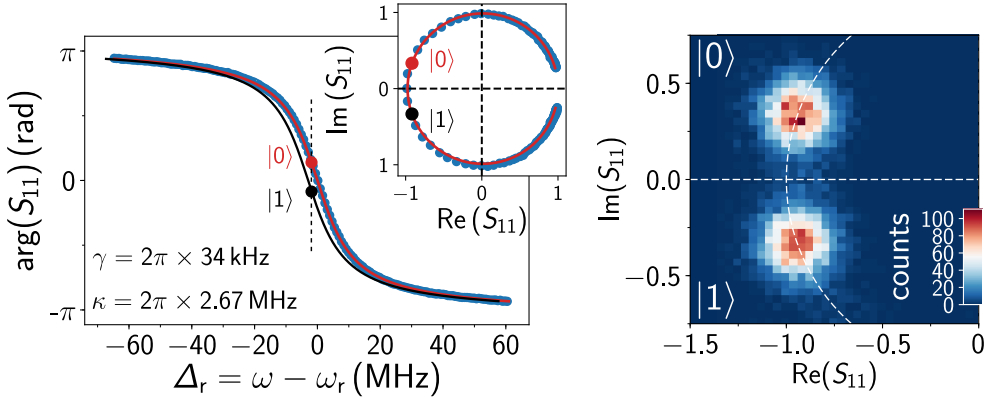 π
0
-π
arg(S₁₁) (rad)
|0⟩
|1⟩
γ = 2π × 34 kHz
κ = 2π × 2.67 MHz
−60 −40 −20 0 20 40 60
Δᵣ = ω − ωᵣ (MHz)
1
0
1
Im (S₁₁)
|0⟩
|1⟩
−1 0 1
Re (S₁₁)
0.5
0.0
−0.5
Im(S₁₁)
|0⟩
|1⟩
counts
100
80
60
40
20
0
−1.5 −1.0 −0.5 0
Re(S₁₁)